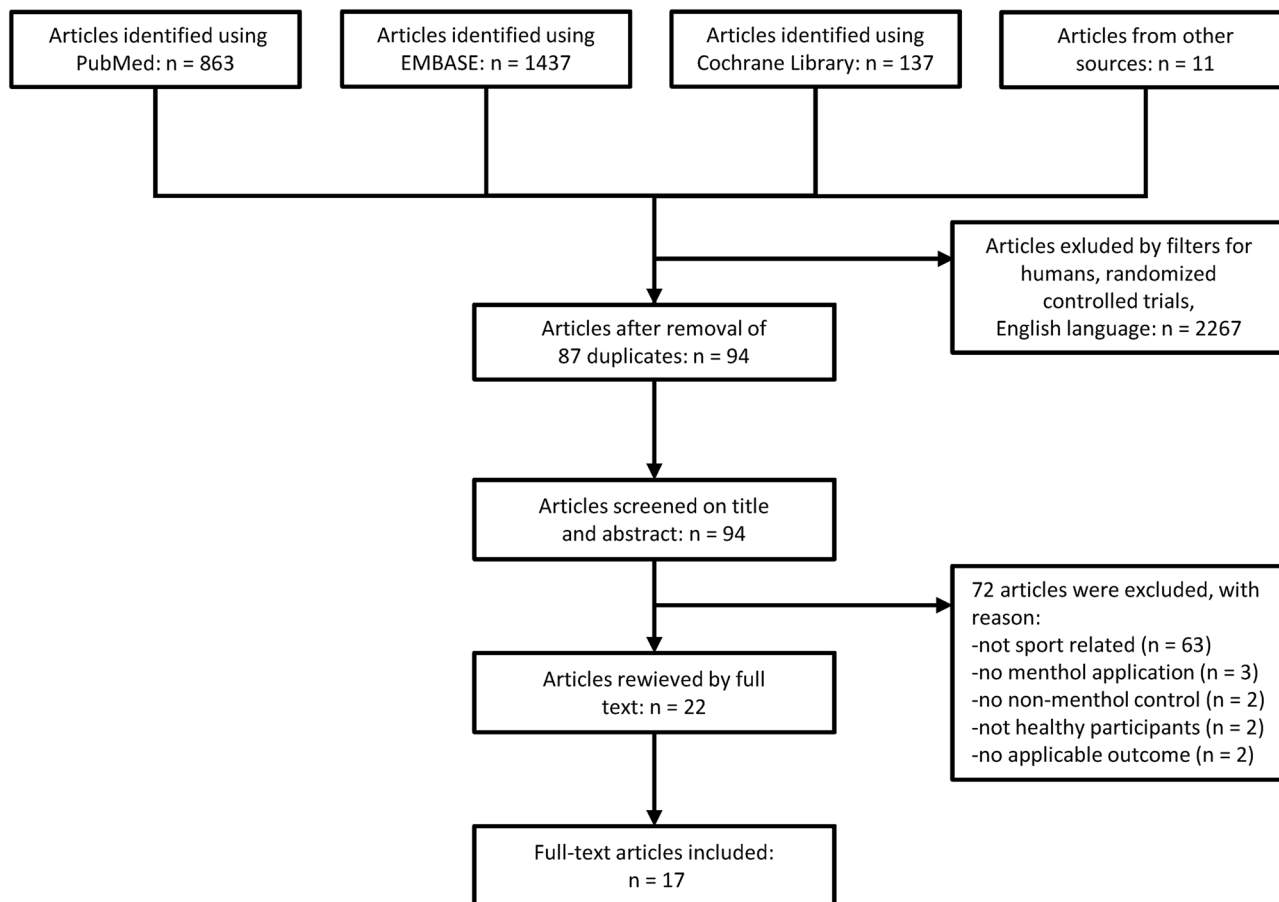 Articles identified using
PubMed: n = 863
Articles identified using
EMBASE: n = 1437
Articles identified using
Cochrane Library: n = 137
Articles from other
sources: n = 11
Articles exluded by filters for
humans, randomized
controlled trials,
English language: n = 2267
Articles after removal of
87 duplicates: n = 94
Articles screened on title
and abstract: n = 94
72 articles were excluded, with
reason:
-not sport related (n = 63)
-no menthol application (n = 3)
-no non-menthol control (n = 2)
-not healthy participants (n = 2)
-no applicable outcome (n = 2)
Articles rewieved by full
text: n = 22
Full-text articles included:
n = 17